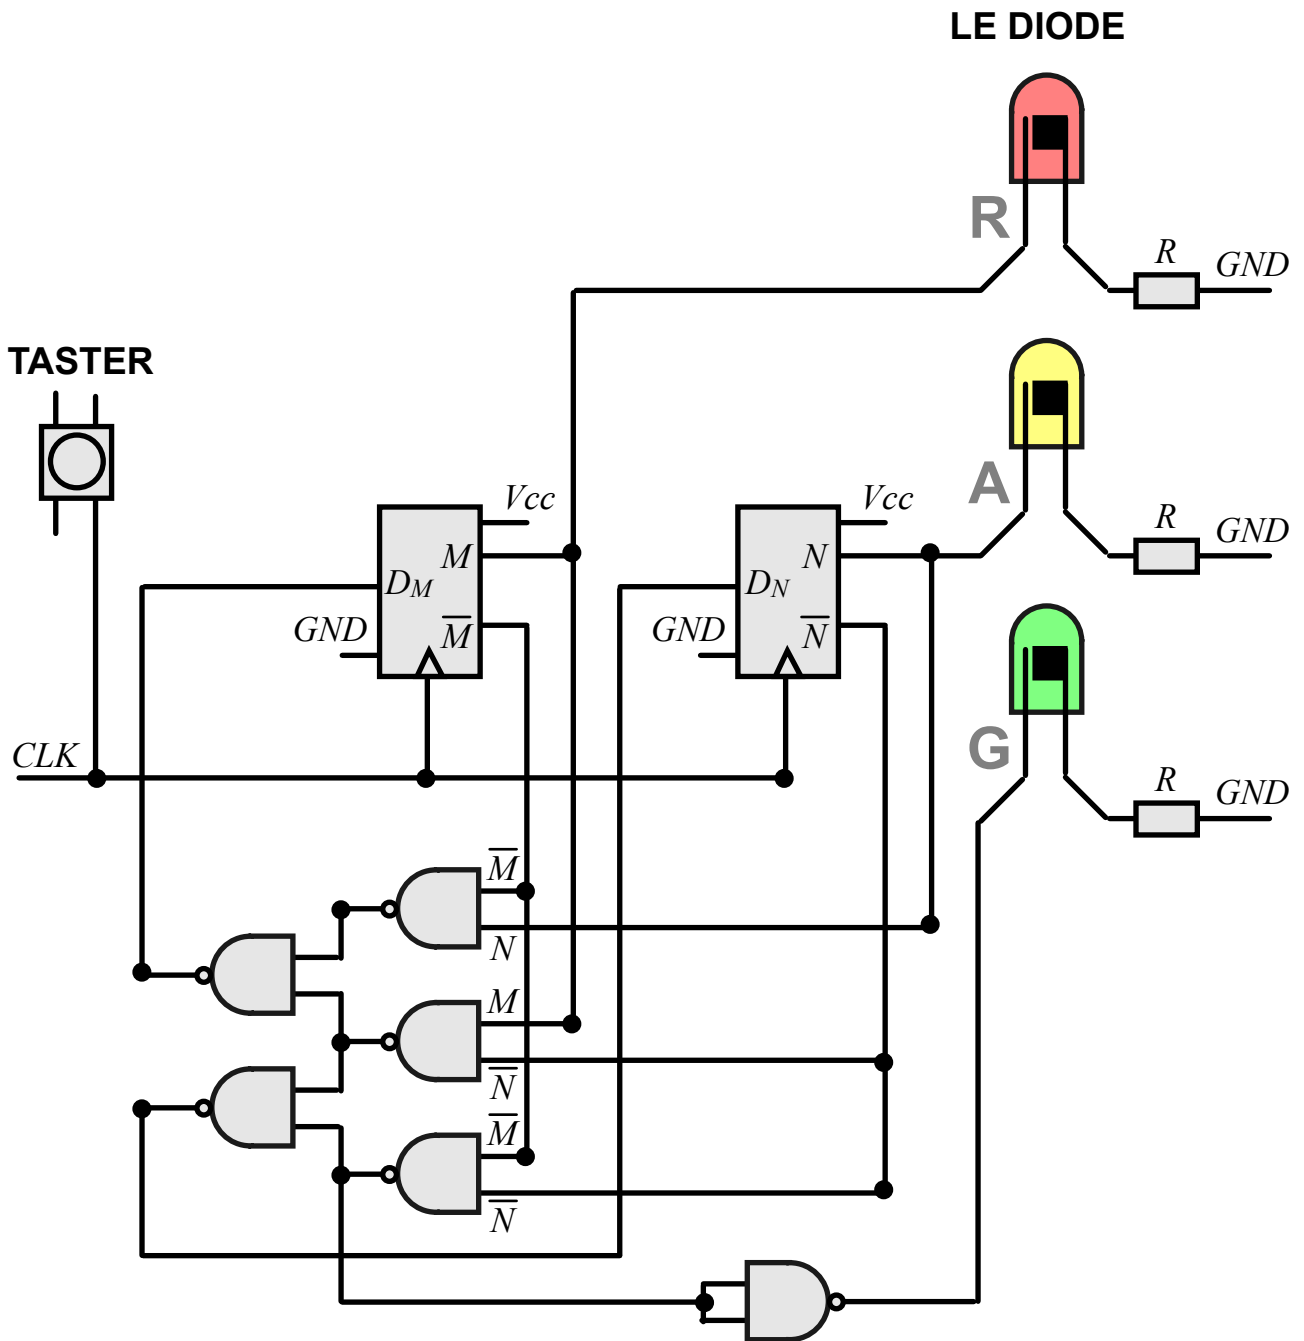 LE DIODE
R
R
GND
TASTER
A
R
GND
Vcc
M
D_M
M̅
GND
Vcc
N
D_N
N̅
GND
G
R
GND
CLK
M̅
N
M
N̅
M̅
N̅